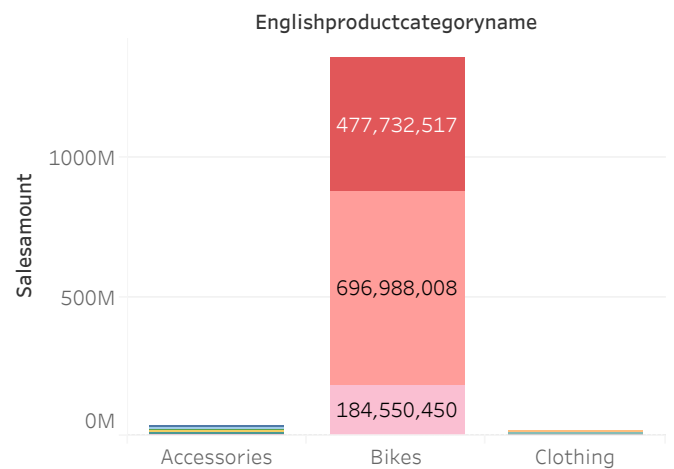 Englishproductcategoryname
Salesamount
1000M
500M
0M
477,732,517
696,988,008
184,550,450
Accessories
Bikes
Clothing